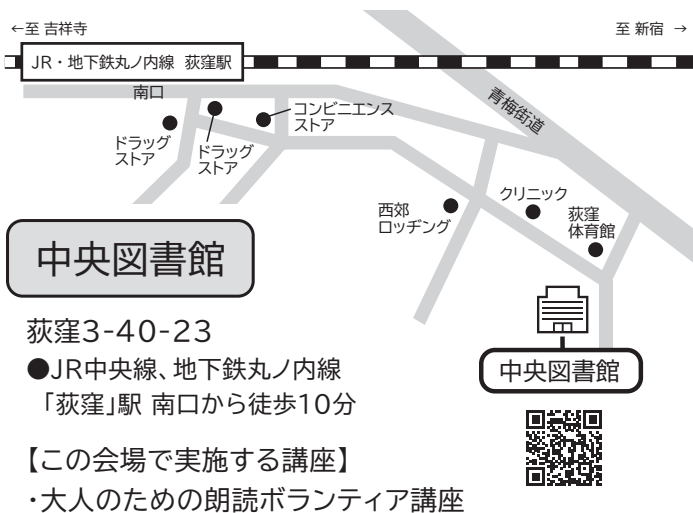 ←至 吉祥寺
至 新宿 →
JR・地下鉄丸ノ内線 荻窪駅
南口
青梅街道
コンビニエンス
ストア
ドラッグ
ストア
ドラッグ
ストア
西郊
ロッヂング
クリニック
荻窪
体育館
中央図書館
中央図書館
荻窪3-40-23
●JR中央線、地下鉄丸ノ内線
「荻窪」駅 南口から徒歩10分
【この会場で実施する講座】
・大人のための朗読ボランティア講座